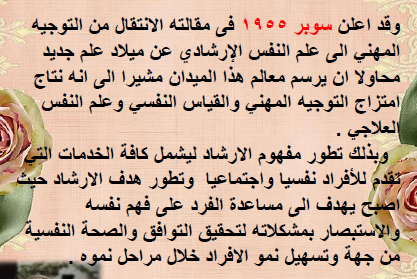 وقد اعلن سوبر ١٩٥٥ فى مقالته الانتقال من التوجيه
المهني الى علم النفس الإرشادي عن ميلاد علم جديد
محاولا ان يرسم معالم هذا الميدان مشيرا الى انه نتاج
امتزاج التوجيه المهني والقياس النفسي وعلم النفس
العلاجي .
وبذلك تطور مفهوم الارشاد ليشمل كافة الخدمات التي
تقدم للأفراد نفسيا واجتماعيا وتطور هدف الارشاد حيث
اصبح يهدف الى مساعدة الفرد على فهم نفسه
والاستبصار بمشكلاته لتحقيق التوافق والصحة النفسية
من جهة وتسهيل نمو الافراد خلال مراحل نموه .